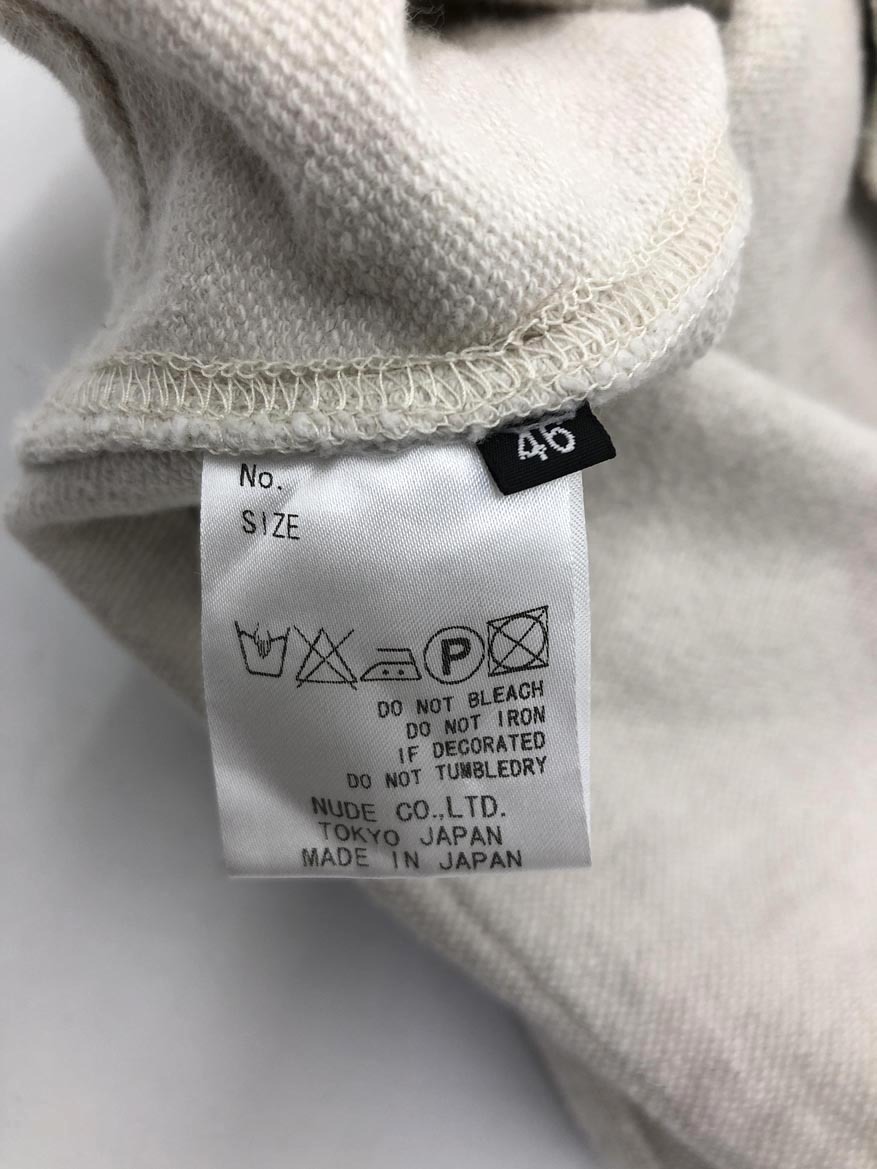 46
No.
SIZE
P
DO NOT BLEACH
DO NOT IRON
IF DECORATED
DO NOT TUMBLEDRY
NUDE CO.,LTD.
TOKYO JAPAN
MADE IN JAPAN